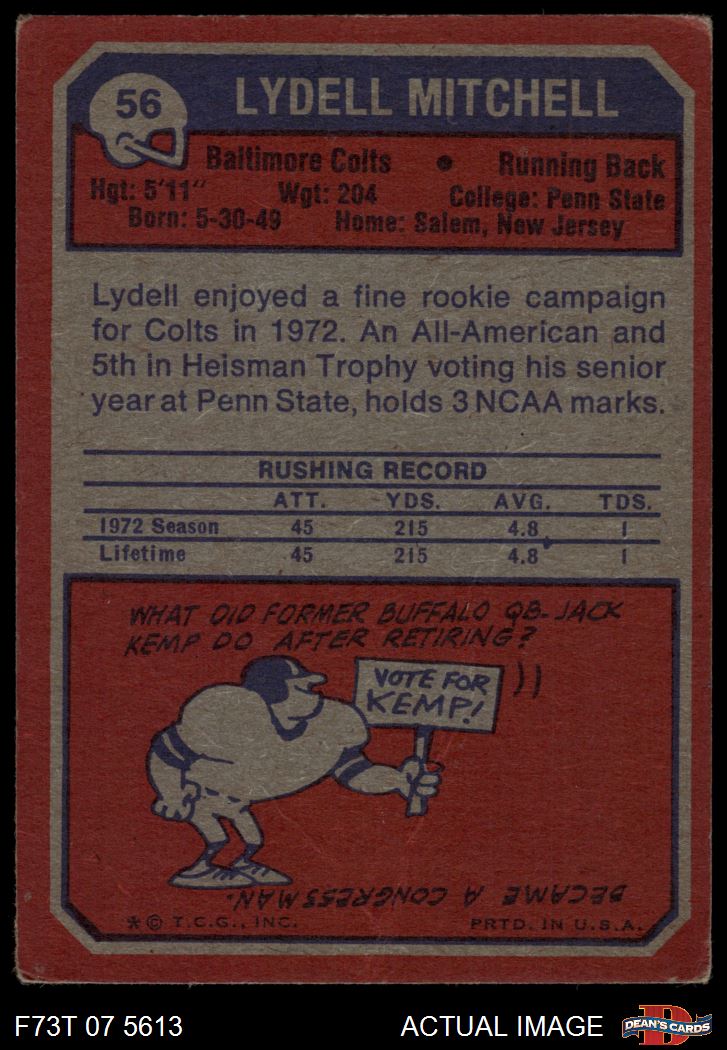 56
LYDELL MITCHELL
Baltimore Colts • Running Back
Hgt: 5'11" Wgt: 204 College: Penn State
Born: 5-30-49 Home: Salem, New Jersey
Lydell enjoyed a fine rookie campaign
for Colts in 1972. An All-American and
5th in Heisman Trophy voting his senior
year at Penn State, holds 3 NCAA marks.
RUSHING RECORD
ATT. YDS. AVG. TDS.
1972 Season 45 215 4.8 1
Lifetime 45 215 4.8 1
WHAT DID FORMER BUFFALO QB-JACK
KEMP DO AFTER RETIRING?
VOTE FOR
KEMP!
BECAME A CONGRESSMAN.
* © T.C.G., INC. PRTD. IN U.S.A.
F73T 07 5613 ACTUAL IMAGE
D
DEAN'S CARDS